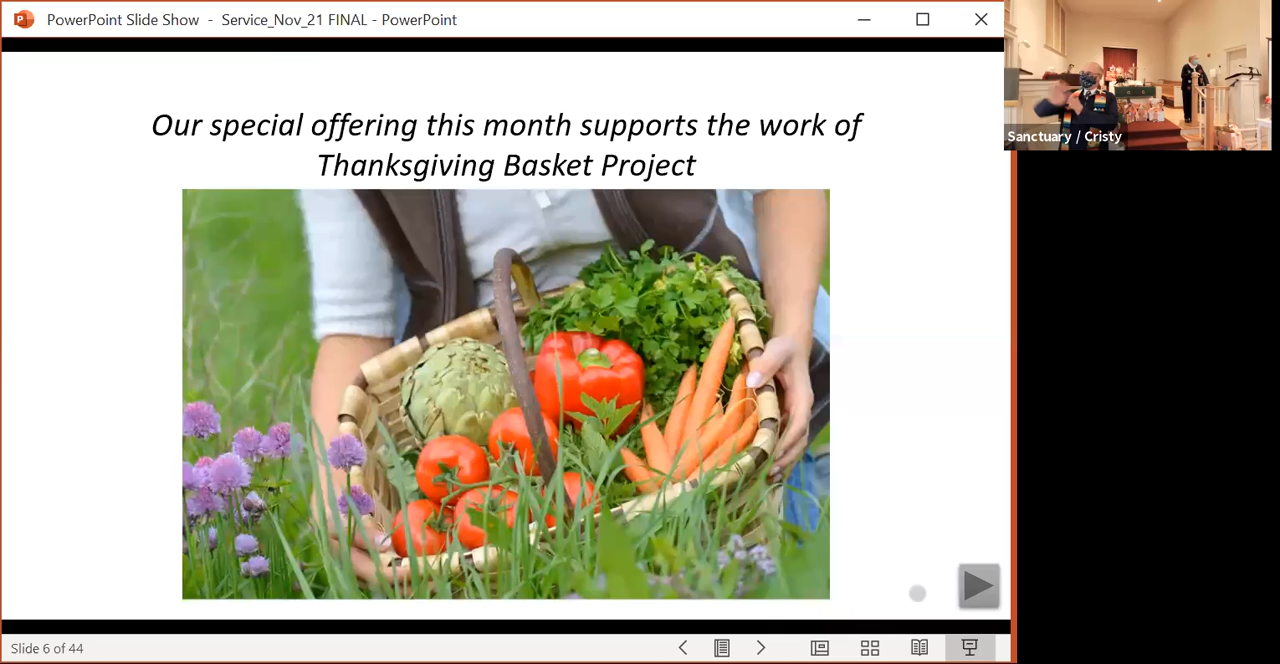 PowerPoint Slide Show - Service_Nov_21 FINAL - PowerPoint
Sanctuary / Cristy
Our special offering this month supports the work of
Thanksgiving Basket Project
Slide 6 of 44